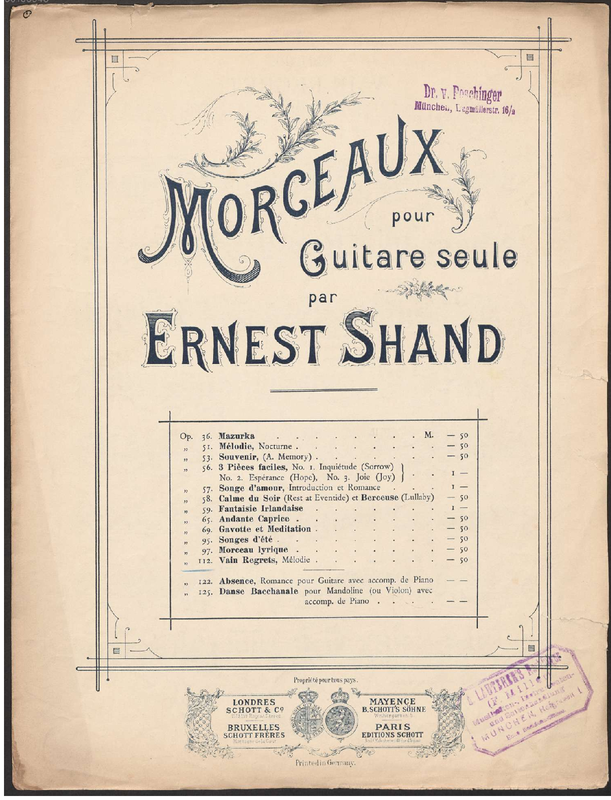 Dr. v. Poschinger
München, 16/2
MORCEAUX
pour
Guitare seule
par
ERNEST SHAND
Op. 36. Mazurka . . . . . . . . . M. — 50
„ 51. Mélodie, Nocturne . . . . . . . . — 50
„ 53. Souvenir, (A. Memory) . . . . . . . — 50
„ 56. 3 Pièces faciles, No. 1. Inquiétude (Sorrow)
No. 2. Espérance (Hope), No. 3. Joie (Joy) } . . 1 —
„ 57. Songe d'amour, Introduction et Romance . . . 1 —
„ 58. Calme du Soir (Rest at Eventide) et Berceuse (Lullaby) — 50
„ 59. Fantaisie Irlandaise . . . . . . . 1 —
„ 65. Andante Caprico . . . . . . . . — 50
„ 69. Gavotte et Meditation . . . . . . . — 50
„ 95. Songes d'été . . . . . . . . . — 50
„ 97. Morceau lyrique . . . . . . . . — 50
„ 112. Vain Regrets, Mélodie . . . . . . . — 50
„ 122. Absence, Romance pour Guitare avec accomp. de Piano — —
„ 125. Danse Bacchanale pour Mandoline (ou Violon) avec
accomp. de Piano . . . . . — —
Propriété pour tous pays.
LONDRES
SCHOTT & Co.
BRUXELLES
SCHOTT FRÈRES
MAYENCE
B. SCHOTT'S SÖHNE
PARIS
EDITIONS SCHOTT
Printed in Germany.